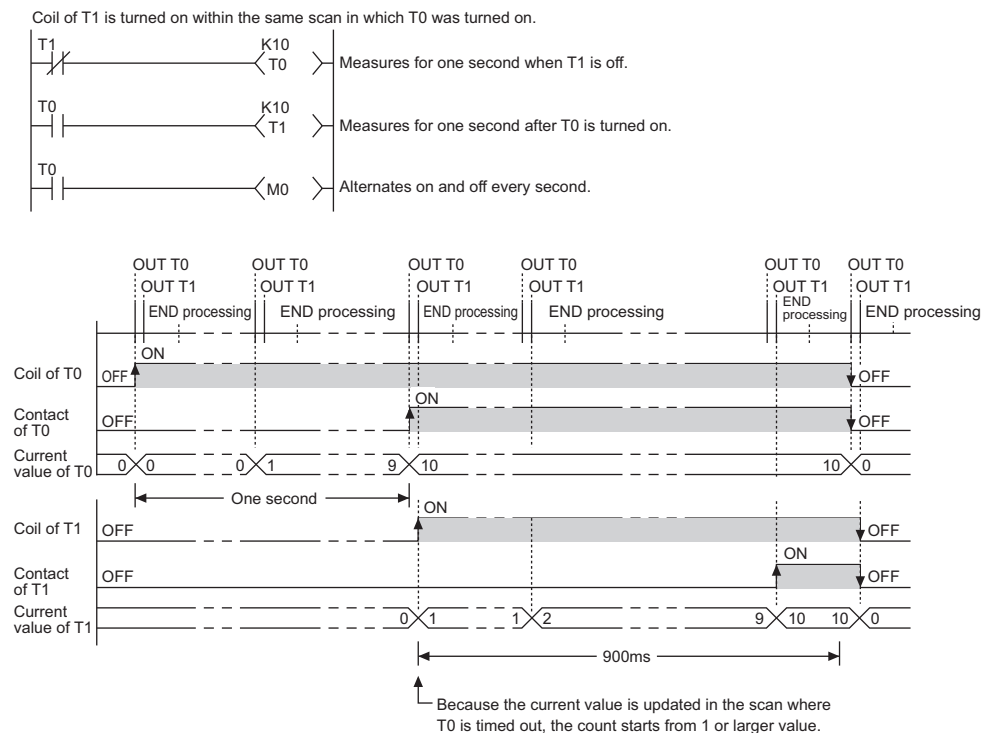 Coil of T1 is turned on within the same scan in which T0 was turned on.
T1
K10
T0
Measures for one second when T1 is off.
T0
K10
T1
Measures for one second after T0 is turned on.
T0
M0
Alternates on and off every second.
OUT T0 OUT T0 OUT T0 OUT T0 OUT T0 OUT T0
OUT T1 OUT T1 OUT T1 OUT T1 OUT T1 OUT T1
END processing END processing END processing END processing END processing END processing
ON
Coil of T0 OFF OFF
ON
Contact of T0 OFF OFF
Current value of T0 0 0 0 1 9 10 10 0
One second
ON
Coil of T1 OFF OFF
ON
Contact of T1 OFF OFF
Current value of T1 0 1 1 2 9 10 10 0
900ms
Because the current value is updated in the scan where
T0 is timed out, the count starts from 1 or larger value.